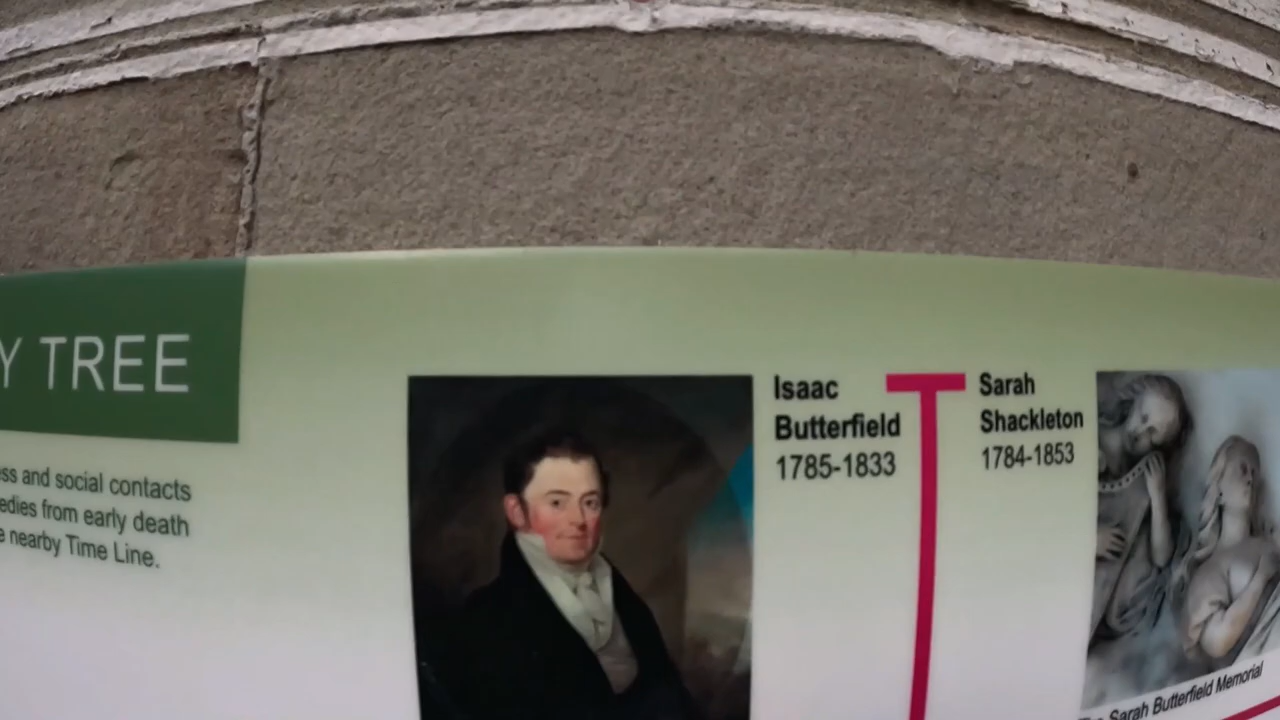 Y TREE
ss and social contacts
edies from early death
e nearby Time Line.
Isaac
Butterfield
1785-1833
Sarah
Shackleton
1784-1853
The Sarah Butterfield Memorial